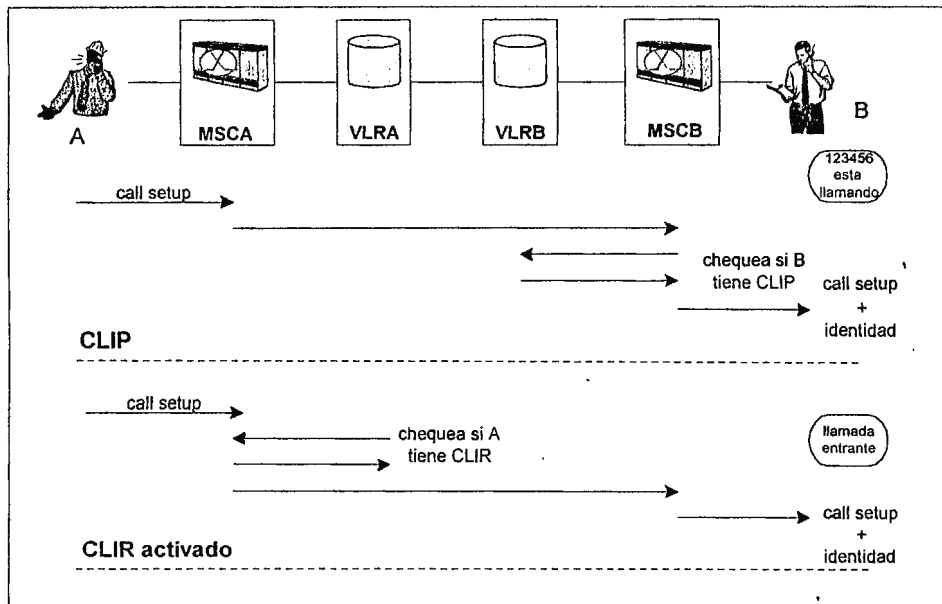 A
MSCA
VLRA
VLRB
MSCB
B
123456
esta
llamando
call setup
chequea si B
tiene CLIP
call setup
+
identidad
CLIP
call setup
chequea si A
tiene CLIR
llamada
entrante
call setup
+
identidad
CLIR activado